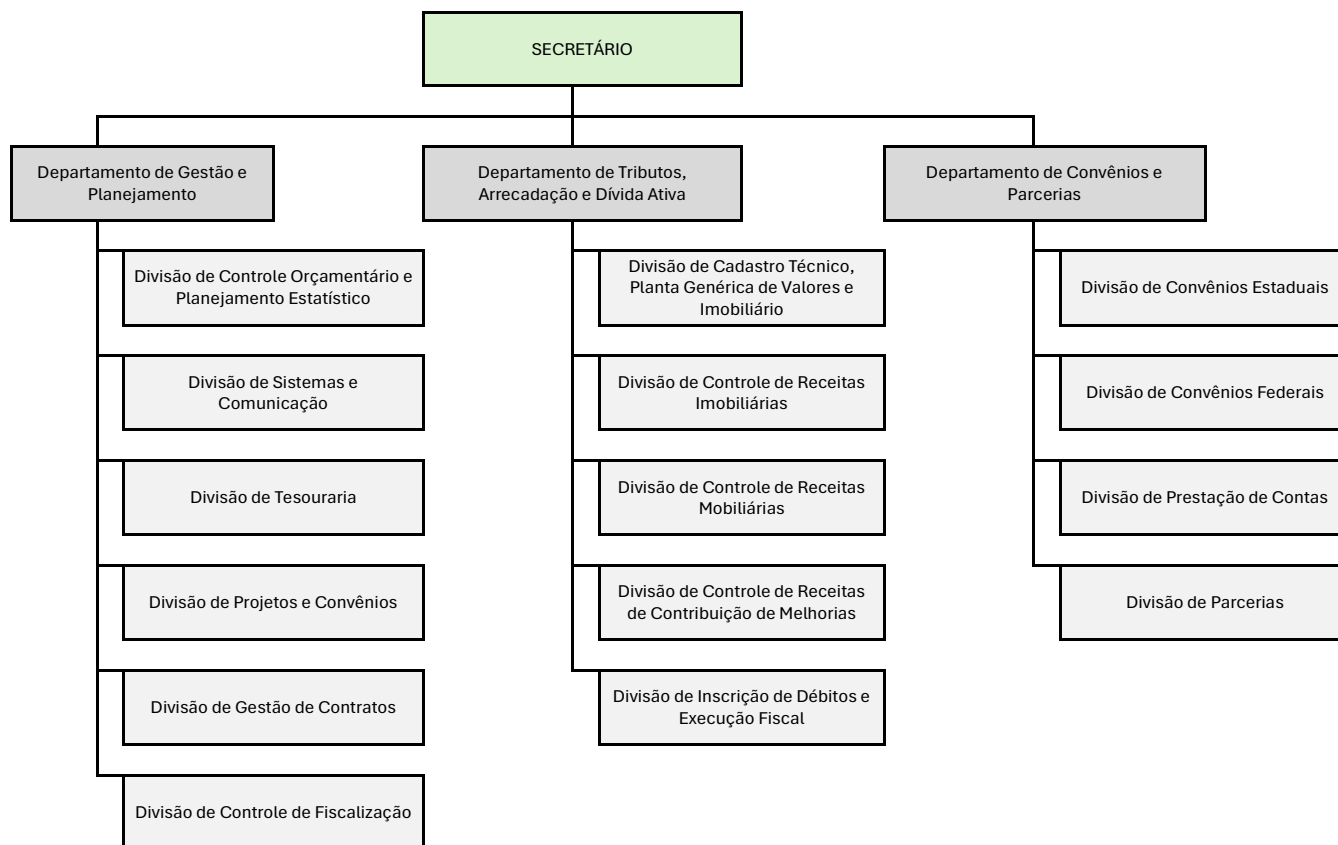 SECRETÁRIO
Departamento de Gestão e
Planejamento
Departamento de Tributos,
Arrecadação e Dívida Ativa
Departamento de Convênios e
Parcerias
Divisão de Controle Orçamentário e
Planejamento Estatístico
Divisão de Sistemas e
Comunicação
Divisão de Tesouraria
Divisão de Projetos e Convênios
Divisão de Gestão de Contratos
Divisão de Controle de Fiscalização
Divisão de Cadastro Técnico,
Planta Genérica de Valores e
Imobiliário
Divisão de Controle de Receitas
Imobiliárias
Divisão de Controle de Receitas
Mobiliárias
Divisão de Controle de Receitas
de Contribuição de Melhorias
Divisão de Inscrição de Débitos e
Execução Fiscal
Divisão de Convênios Estaduais
Divisão de Convênios Federais
Divisão de Prestação de Contas
Divisão de Parcerias